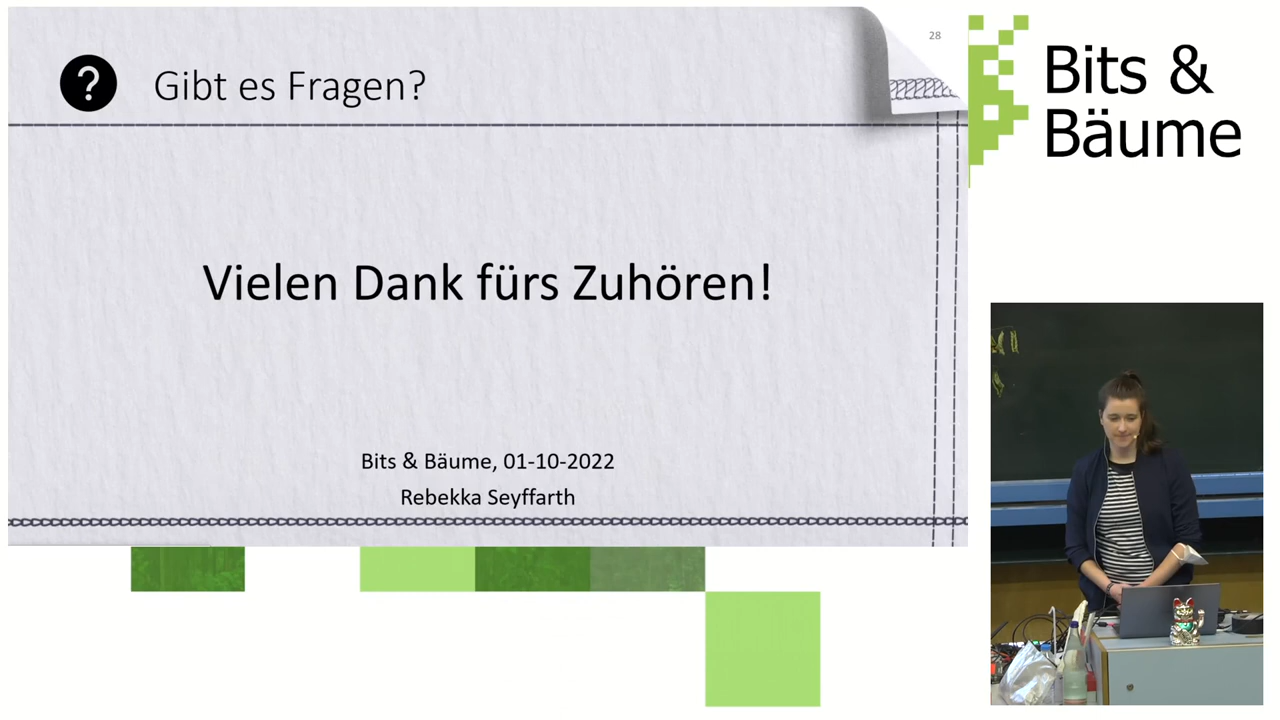 28
? Gibt es Fragen?
Vielen Dank fürs Zuhören!
Bits & Bäume, 01-10-2022
Rebekka Seyffarth
Bits &
Bäume